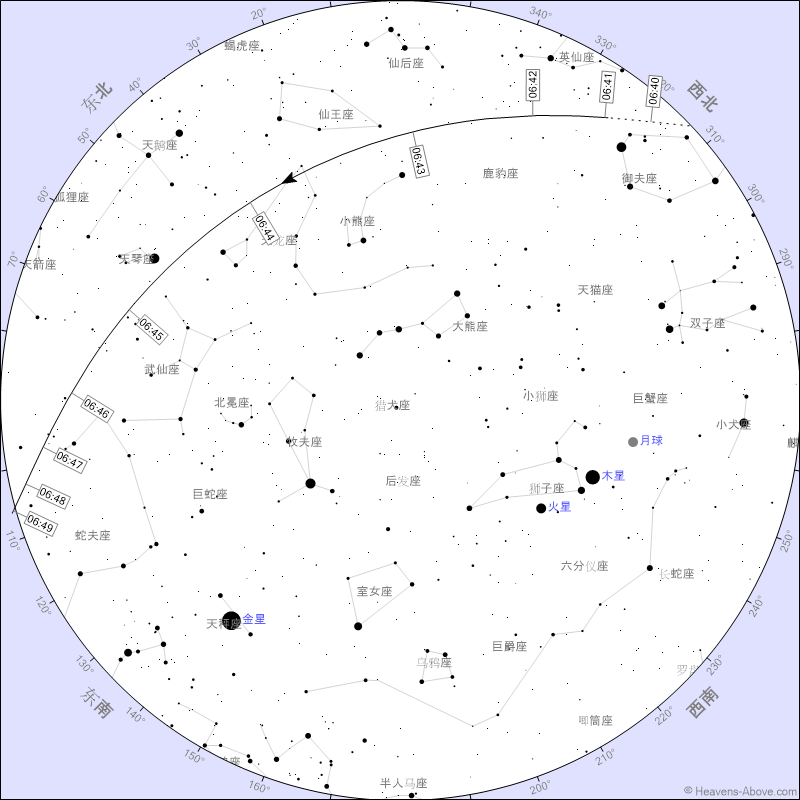 20°
340°
蝎虎座
仙后座
英仙座
30°
330°
06:42
06:41
06:40
东北
40°
西北
仙王座
50°
310°
天鹅座
06:43
鹿豹座
御夫座
60°
狐狸座
300°
小熊座
06:44
天龙座
70°
天箭座
天琴座
290°
天猫座
06:45
大熊座
双子座
武仙座
06:46
北冕座
猎犬座
小狮座
巨蟹座
小犬座
牧夫座
月球
06:47
后发座
狮子座
木星
06:48
巨蛇座
火星
06:49
110°
蛇夫座
250°
六分仪座
长蛇座
120°
室女座
240°
天秤座
金星
130°
巨爵座
乌鸦座
230°
东南
140°
西南
220°
唧筒座
150°
210°
160°
半人马座
200°
© Heavens-Above.com